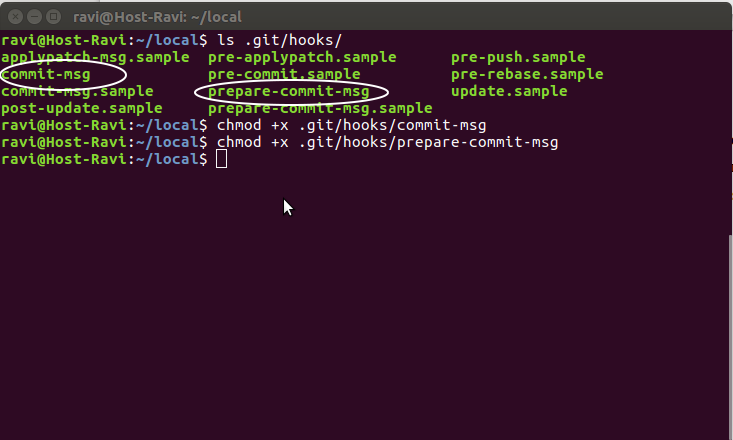 ravi@Host-Ravi: ~/local
ravi@Host-Ravi:~/local$ ls .git/hooks/
applypatch-msg.sample  pre-applypatch.sample      pre-push.sample
commit-msg             pre-commit.sample          pre-rebase.sample
commit-msg.sample      prepare-commit-msg         update.sample
post-update.sample     prepare-commit-msg.sample
ravi@Host-Ravi:~/local$ chmod +x .git/hooks/commit-msg
ravi@Host-Ravi:~/local$ chmod +x .git/hooks/prepare-commit-msg
ravi@Host-Ravi:~/local$